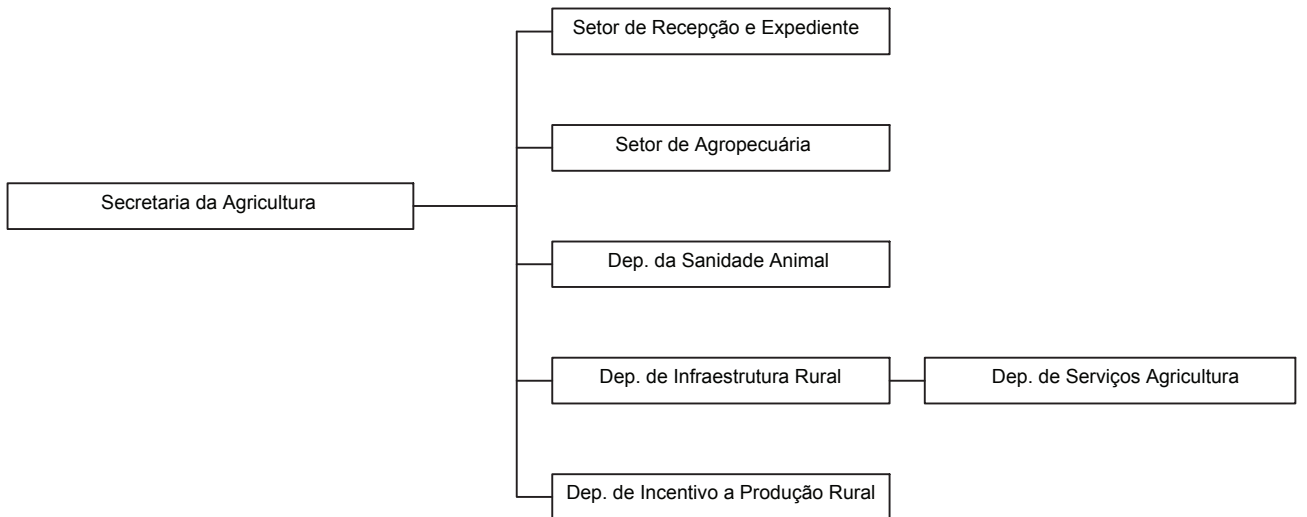 Setor de Recepção e Expediente
Setor de Agropecuária
Secretaria da Agricultura
Dep. da Sanidade Animal
Dep. de Infraestrutura Rural
Dep. de Serviços Agricultura
Dep. de Incentivo a Produção Rural